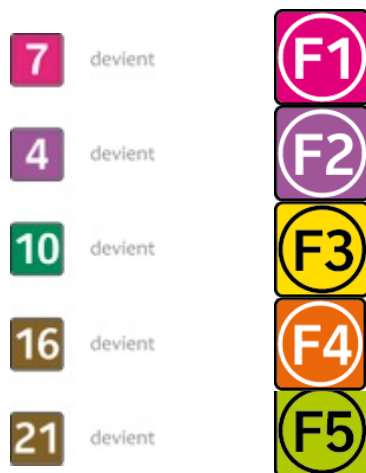 7 devient F1
4 devient F2
10 devient F3
16 devient F4
21 devient F5